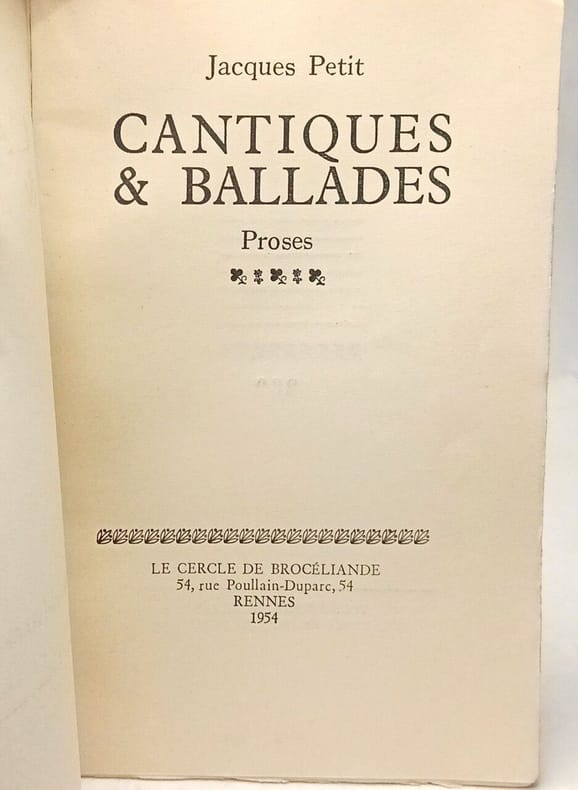 Jacques Petit
CANTIQUES
& BALLADES
Proses
LE CERCLE DE BROCÉLIANDE
54, rue Poullain-Duparc, 54
RENNES
1954